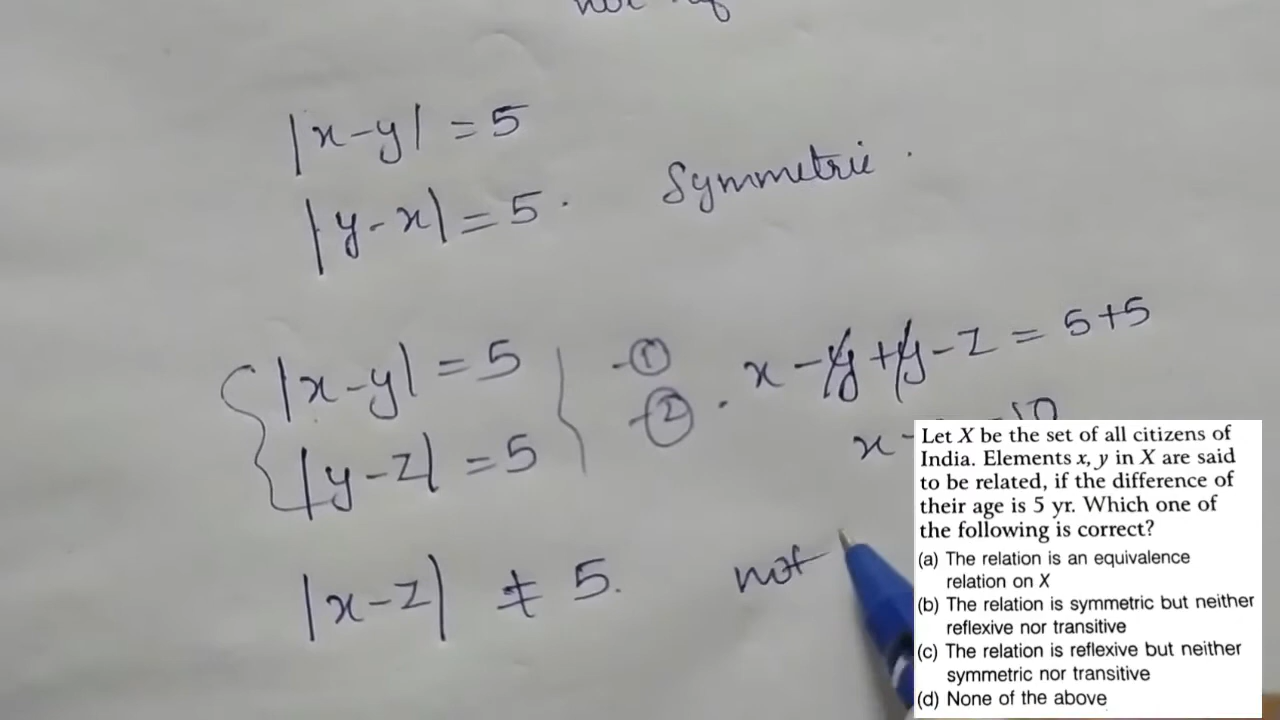 not
|x-y| = 5
|y-x| = 5.
Symmetric.
|x-y| = 5 -①
|y-z| = 5 -②
x-y+y-z = 5+5
x-
|x-z| ≠ 5.
not
Let X be the set of all citizens of
India. Elements x, y in X are said
to be related, if the difference of
their age is 5 yr. Which one of
the following is correct?
(a) The relation is an equivalence
relation on X
(b) The relation is symmetric but neither
reflexive nor transitive
(c) The relation is reflexive but neither
symmetric nor transitive
(d) None of the above